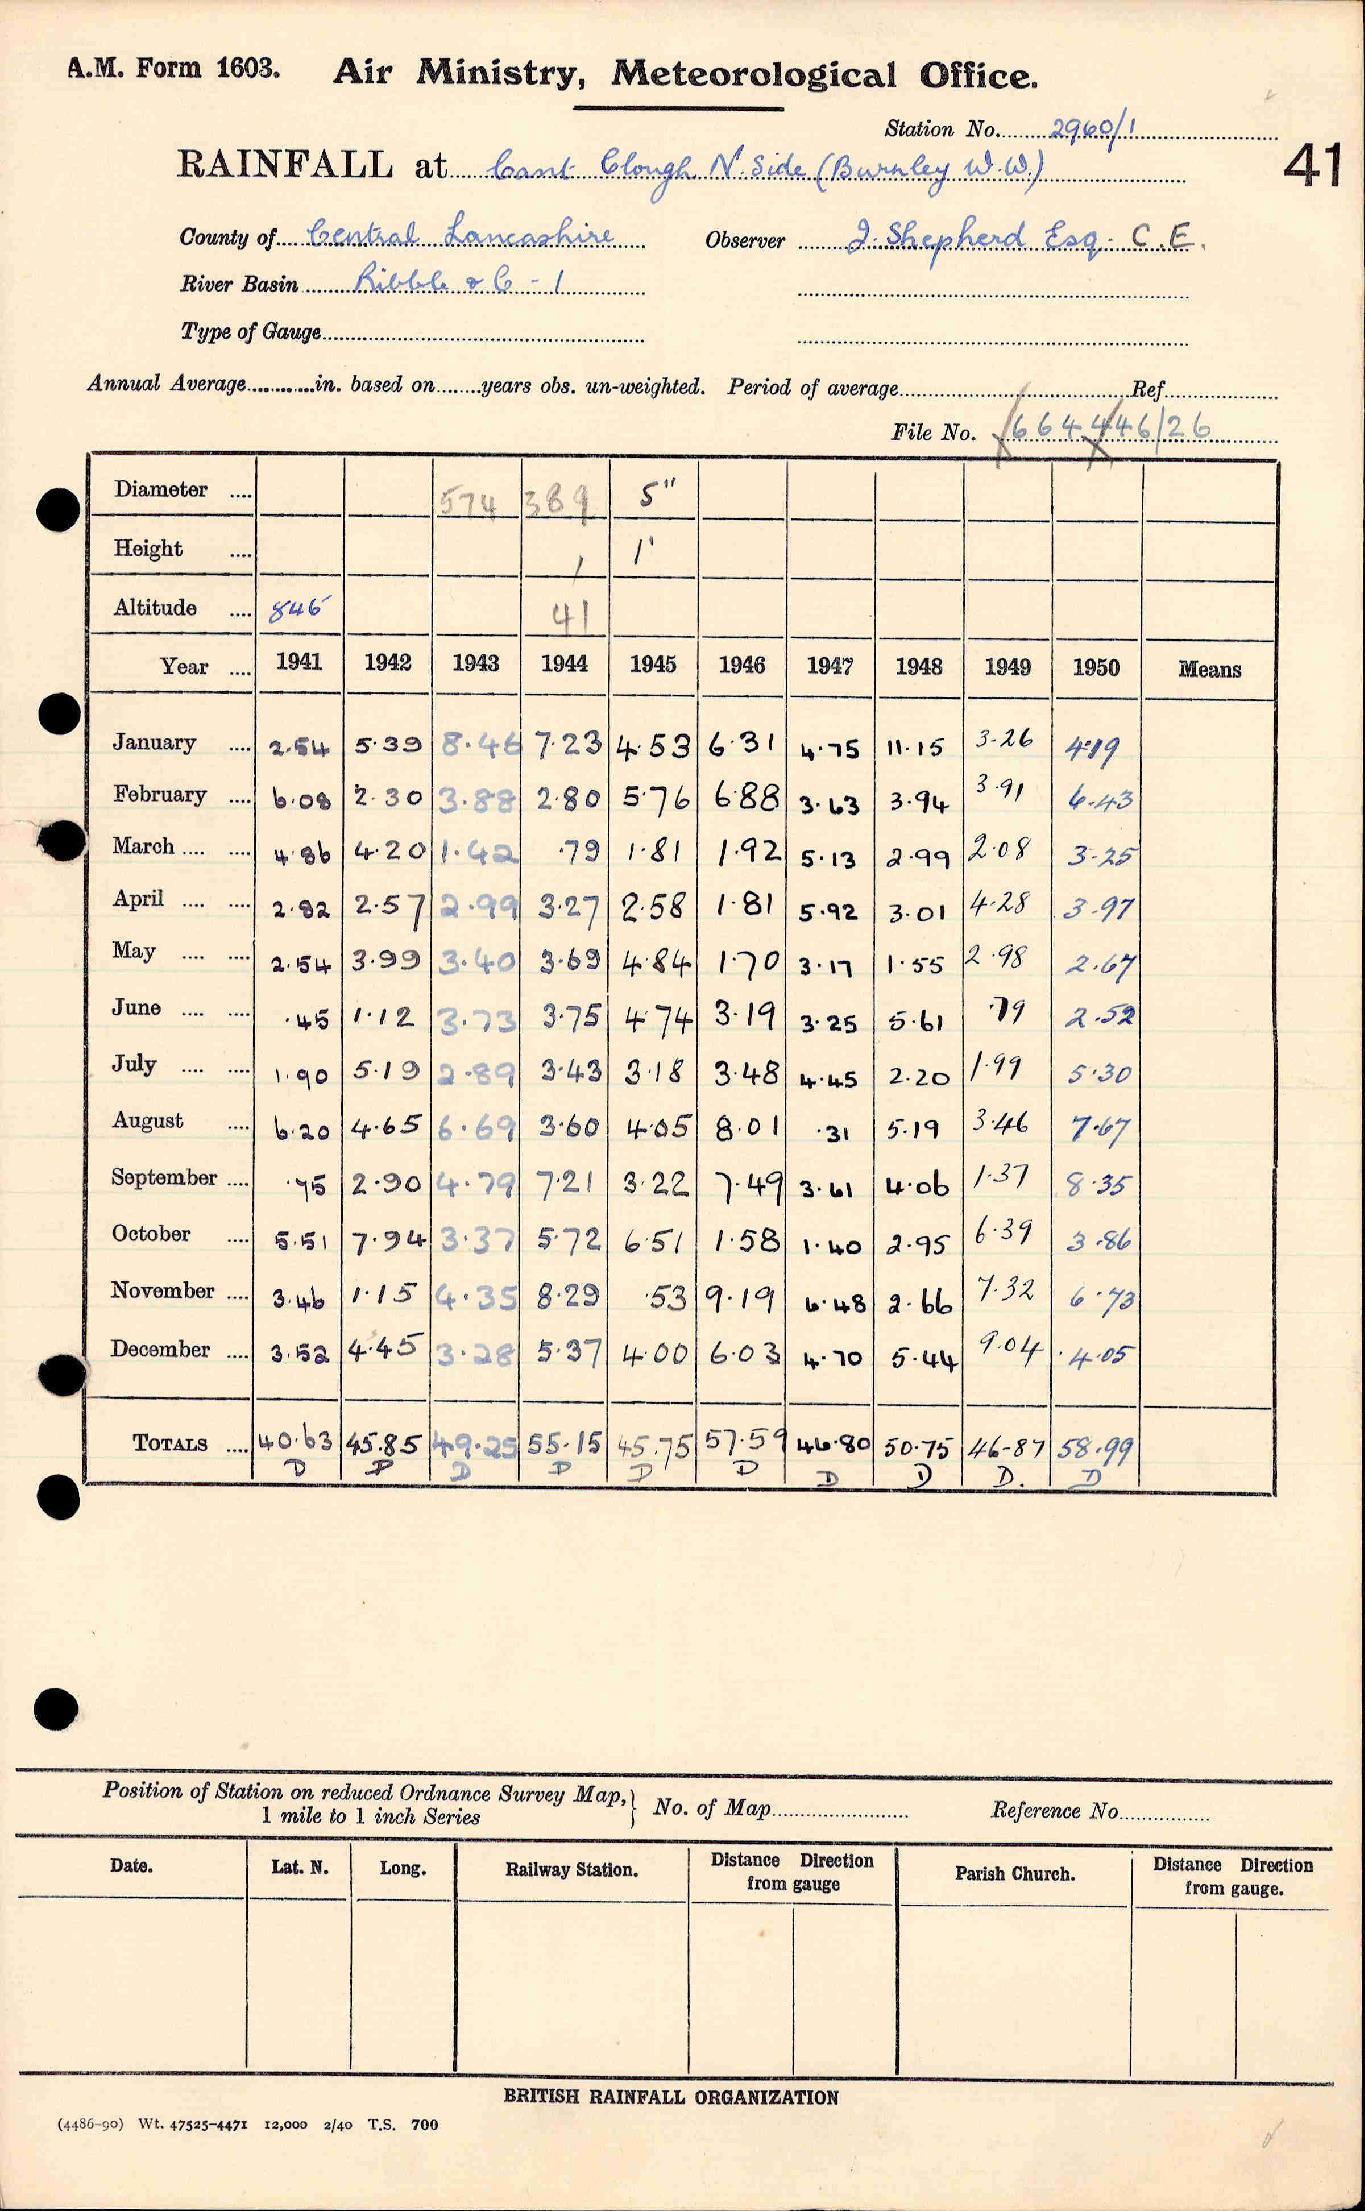 A.M. Form 1603. Air Ministry, Meteorological Office.
Station No. 2960/1
RAINFALL at Cant Clough N. Side (Burnley W.W.)
41
County of Central Lancashire Observer J. Shepherd Esq. C.E.
River Basin Ribble & C - 1
Type of Gauge
Annual Average in. based on years obs. un-weighted. Period of average Ref.
File No. 664446/26
Diameter .... 574 389 5"
Height .... 1 1'
Altitude .... 846 41
Year .... 1941 1942 1943 1944 1945 1946 1947 1948 1949 1950 Means
January .... 2.54 5.39 8.46 7.23 4.53 6.31 4.75 11.15 3.26 4.19
February .... 6.08 2.30 3.88 2.80 5.76 6.88 3.63 3.94 3.91 6.43
March .... .... 4.86 4.20 1.42 .79 1.81 1.92 5.13 2.99 2.08 3.25
April .... .... 2.82 2.57 2.99 3.27 2.58 1.81 5.92 3.01 4.28 3.97
May .... .... 2.54 3.99 3.40 3.69 4.84 1.70 3.17 1.55 2.98 2.67
June .... .... .45 1.12 3.73 3.75 4.74 3.19 3.25 5.61 .79 2.52
July .... .... 1.90 5.19 2.89 3.43 3.18 3.48 4.45 2.20 1.99 5.30
August .... 6.20 4.65 6.69 3.60 4.05 8.01 .31 5.19 3.46 7.67
September .... .75 2.90 4.79 7.21 3.22 7.49 3.61 4.06 1.37 8.35
October .... 5.51 7.94 3.37 5.72 6.51 1.58 1.40 2.95 6.39 3.86
November .... 3.46 1.15 4.35 8.29 .53 9.19 6.48 2.66 7.32 6.73
December .... 3.52 4.45 3.28 5.37 4.00 6.03 4.70 5.44 9.04 4.05
TOTALS .... 40.63 45.85 49.25 55.15 45.75 57.59 46.80 50.75 46.87 58.99
D D D D D D D D D. D
Position of Station on reduced Ordnance Survey Map, } No. of Map Reference No.
1 mile to 1 inch Series
Date. Lat. N. Long. Railway Station. Distance Direction from gauge Parish Church. Distance Direction from gauge.
BRITISH RAINFALL ORGANIZATION
(4486-90) Wt. 47525-4471 12,000 2/40 T.S. 700